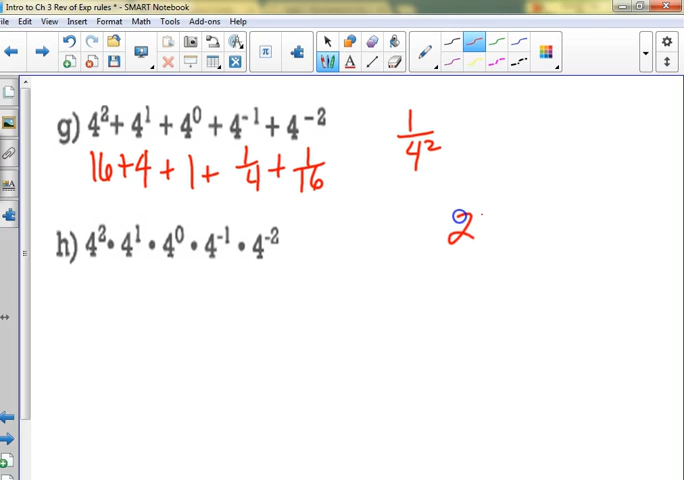 Intro to Ch 3 Rev of Exp rules * - SMART Notebook
Edit View Insert Format Math Tools Add-ons Help
g) 4² + 4¹ + 4⁰ + 4⁻¹ + 4⁻²
16 + 4 + 1 + 1/4 + 1/16
1/4²
2
h) 4² • 4¹ • 4⁰ • 4⁻¹ • 4⁻²